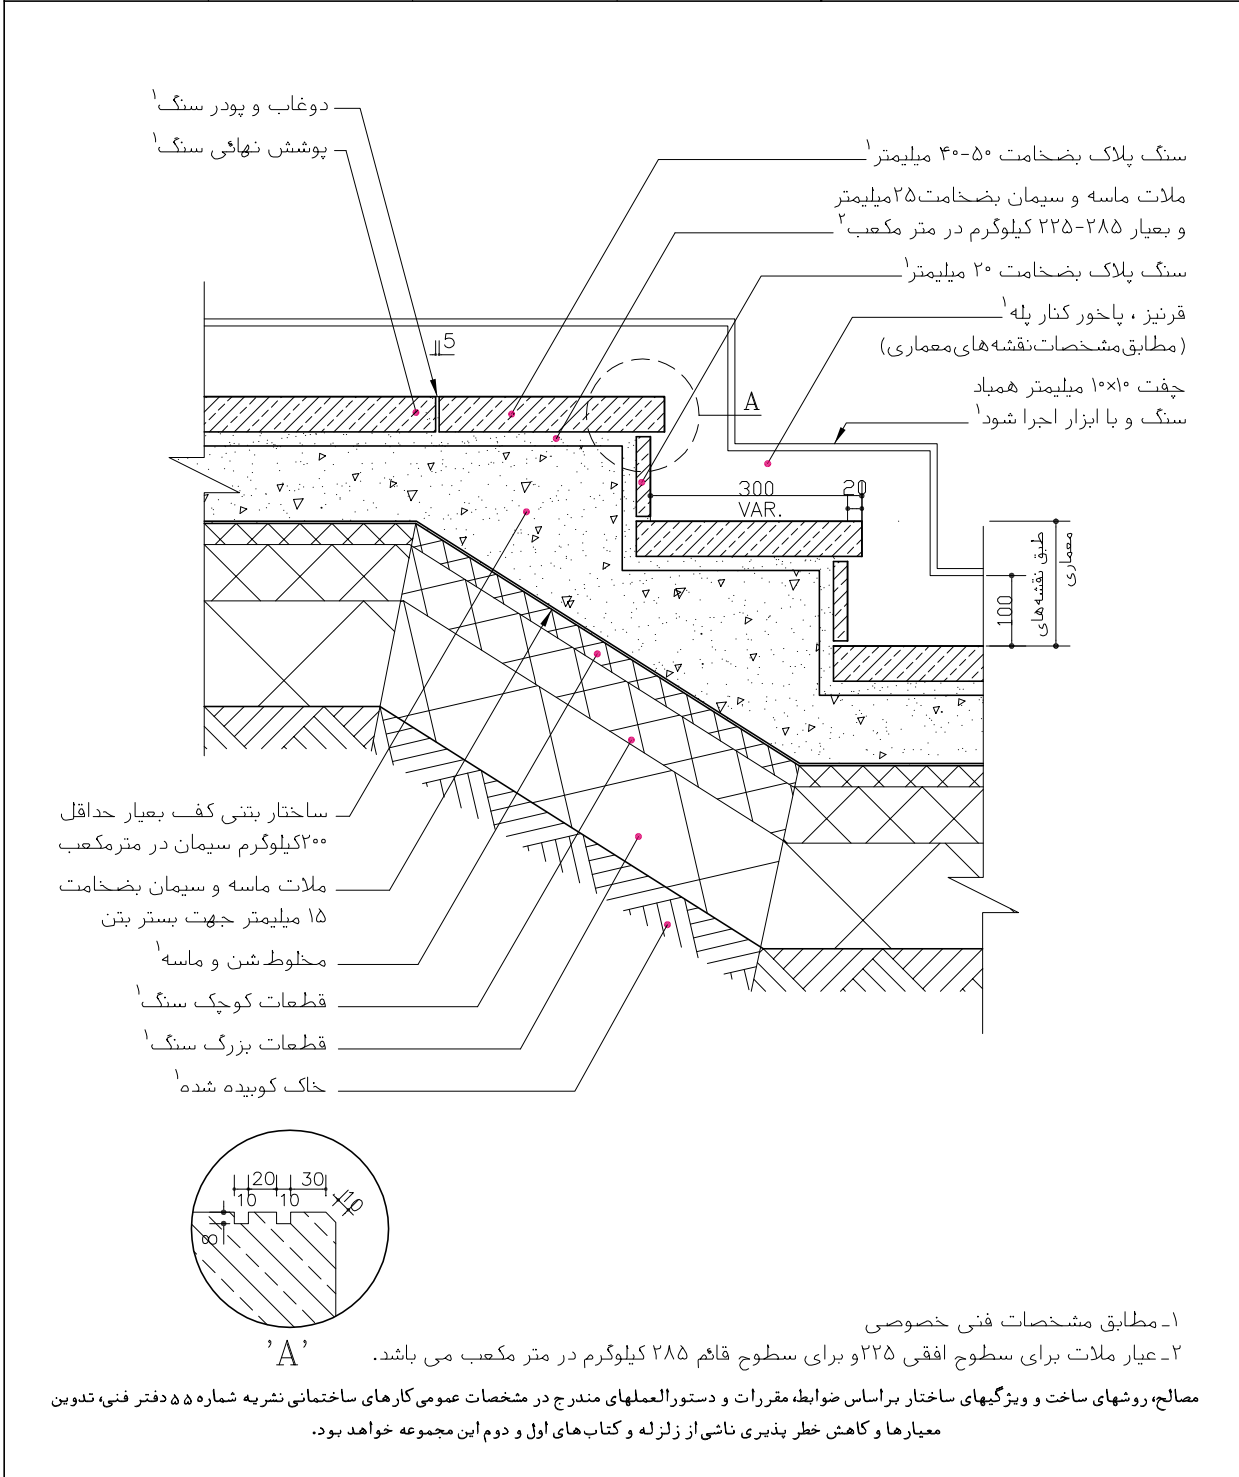 دوغاب و پودر سنگ۱
پوشش نهائی سنگ۱
سنگ پلاک بضخامت ۵۰-۴۰ میلیمتر۱
ملات ماسه و سیمان بضخامت۲۵میلیمتر
و بعیار ۲۸۵-۲۲۵ کیلوگرم در متر مکعب۲
سنگ پلاک بضخامت ۲۰ میلیمتر۱
قرنیز ، پاخور کنار پله۱
(مطابق مشخصات نقشه های معماری)
چفت ۱۰×۱۰ میلیمتر همباد
سنگ و با ابزار اجرا شود۱
5
A
300
VAR.
20
100
طبق نقشه های
معماری
ساختار بتنی کف بعیار حداقل
۲۰۰کیلوگرم سیمان در مترمکعب
ملات ماسه و سیمان بضخامت
۱۵ میلیمتر جهت بستر بتن
مخلوط شن و ماسه۱
قطعات کوچک سنگ۱
قطعات بزرگ سنگ۱
خاک کوبیده شده۱
20 30
10 10 10
8
'A'
۱ـ مطابق مشخصات فنی خصوصی
۲ـ عیار ملات برای سطوح افقی ۲۲۵و برای سطوح قائم ۲۸۵ کیلوگرم در متر مکعب می باشد.
مصالح، روشهای ساخت و ویژگیهای ساختار براساس ضوابط، مقررات و دستورالعملهای مندرج در مشخصات عمومی کارهای ساختمانی نشریه شماره ۵۵ دفتر فنی، تدوین
معیارها و کاهش خطر پذیری ناشی از زلزله و کتاب های اول و دوم این مجموعه خواهد بود.